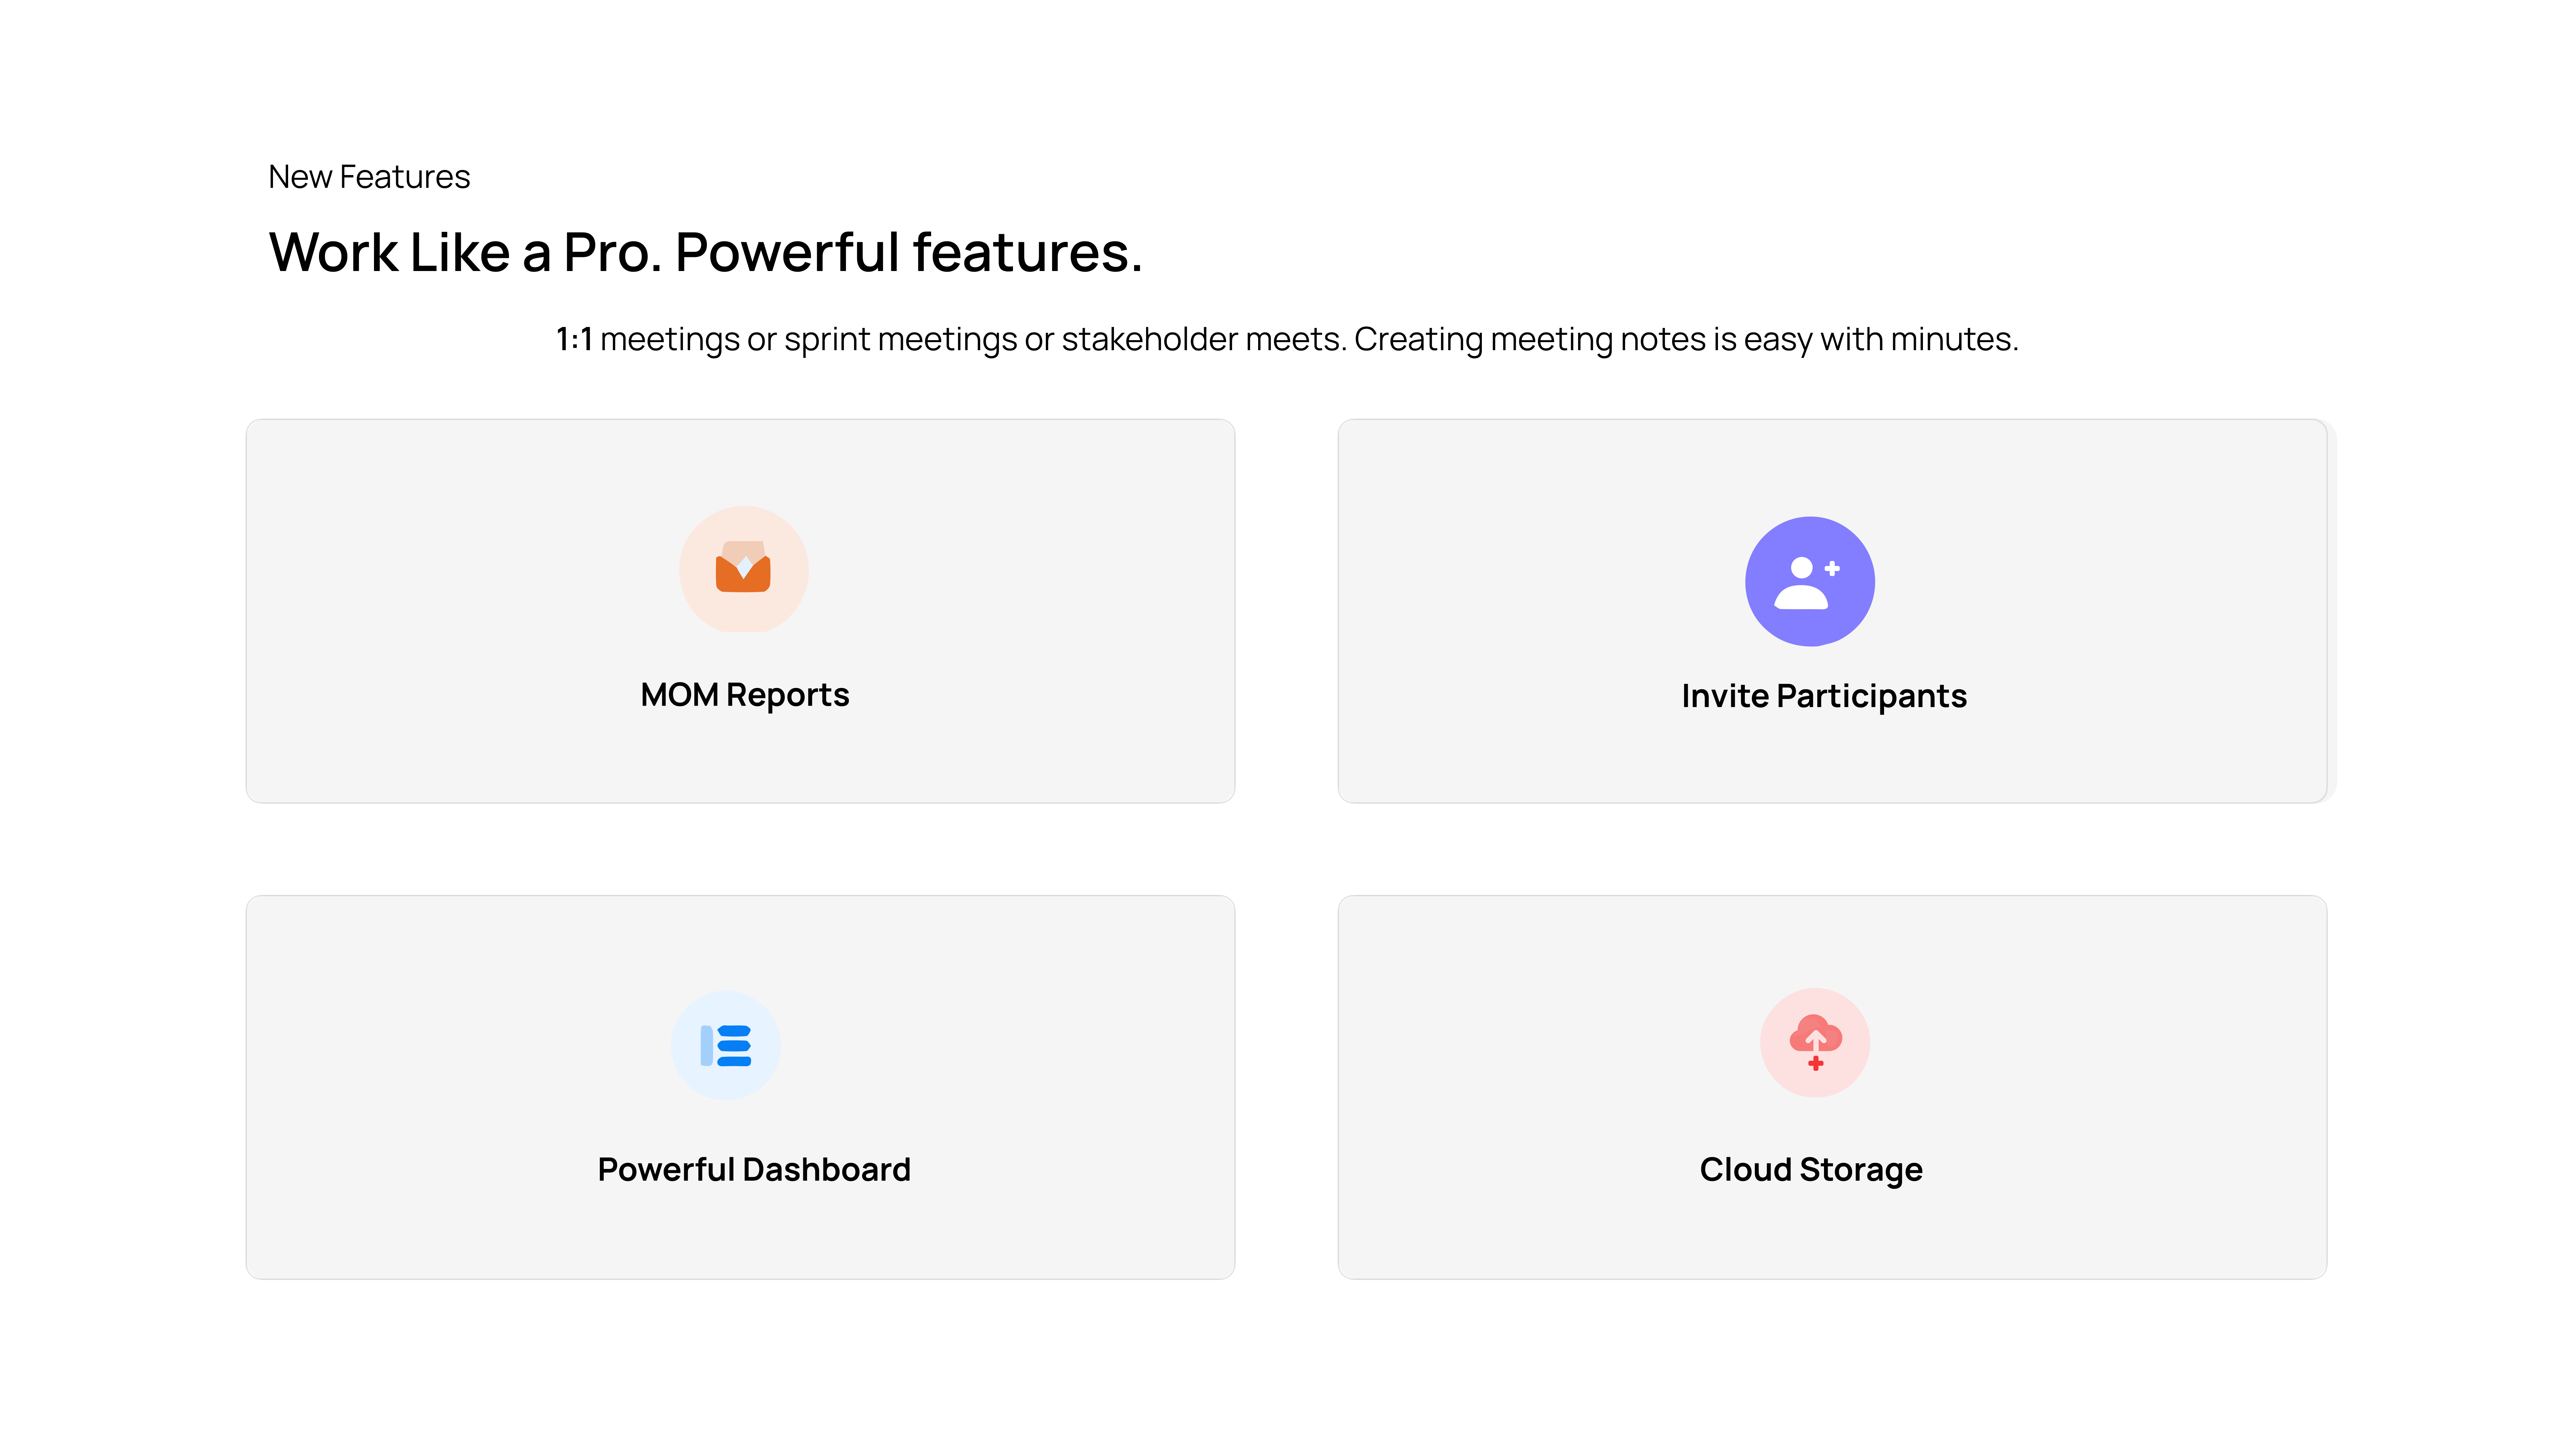 New Features
Work Like a Pro. Powerful features.
1:1 meetings or sprint meetings or stakeholder meets. Creating meeting notes is easy with minutes.
MOM Reports
Invite Participants
Powerful Dashboard
Cloud Storage